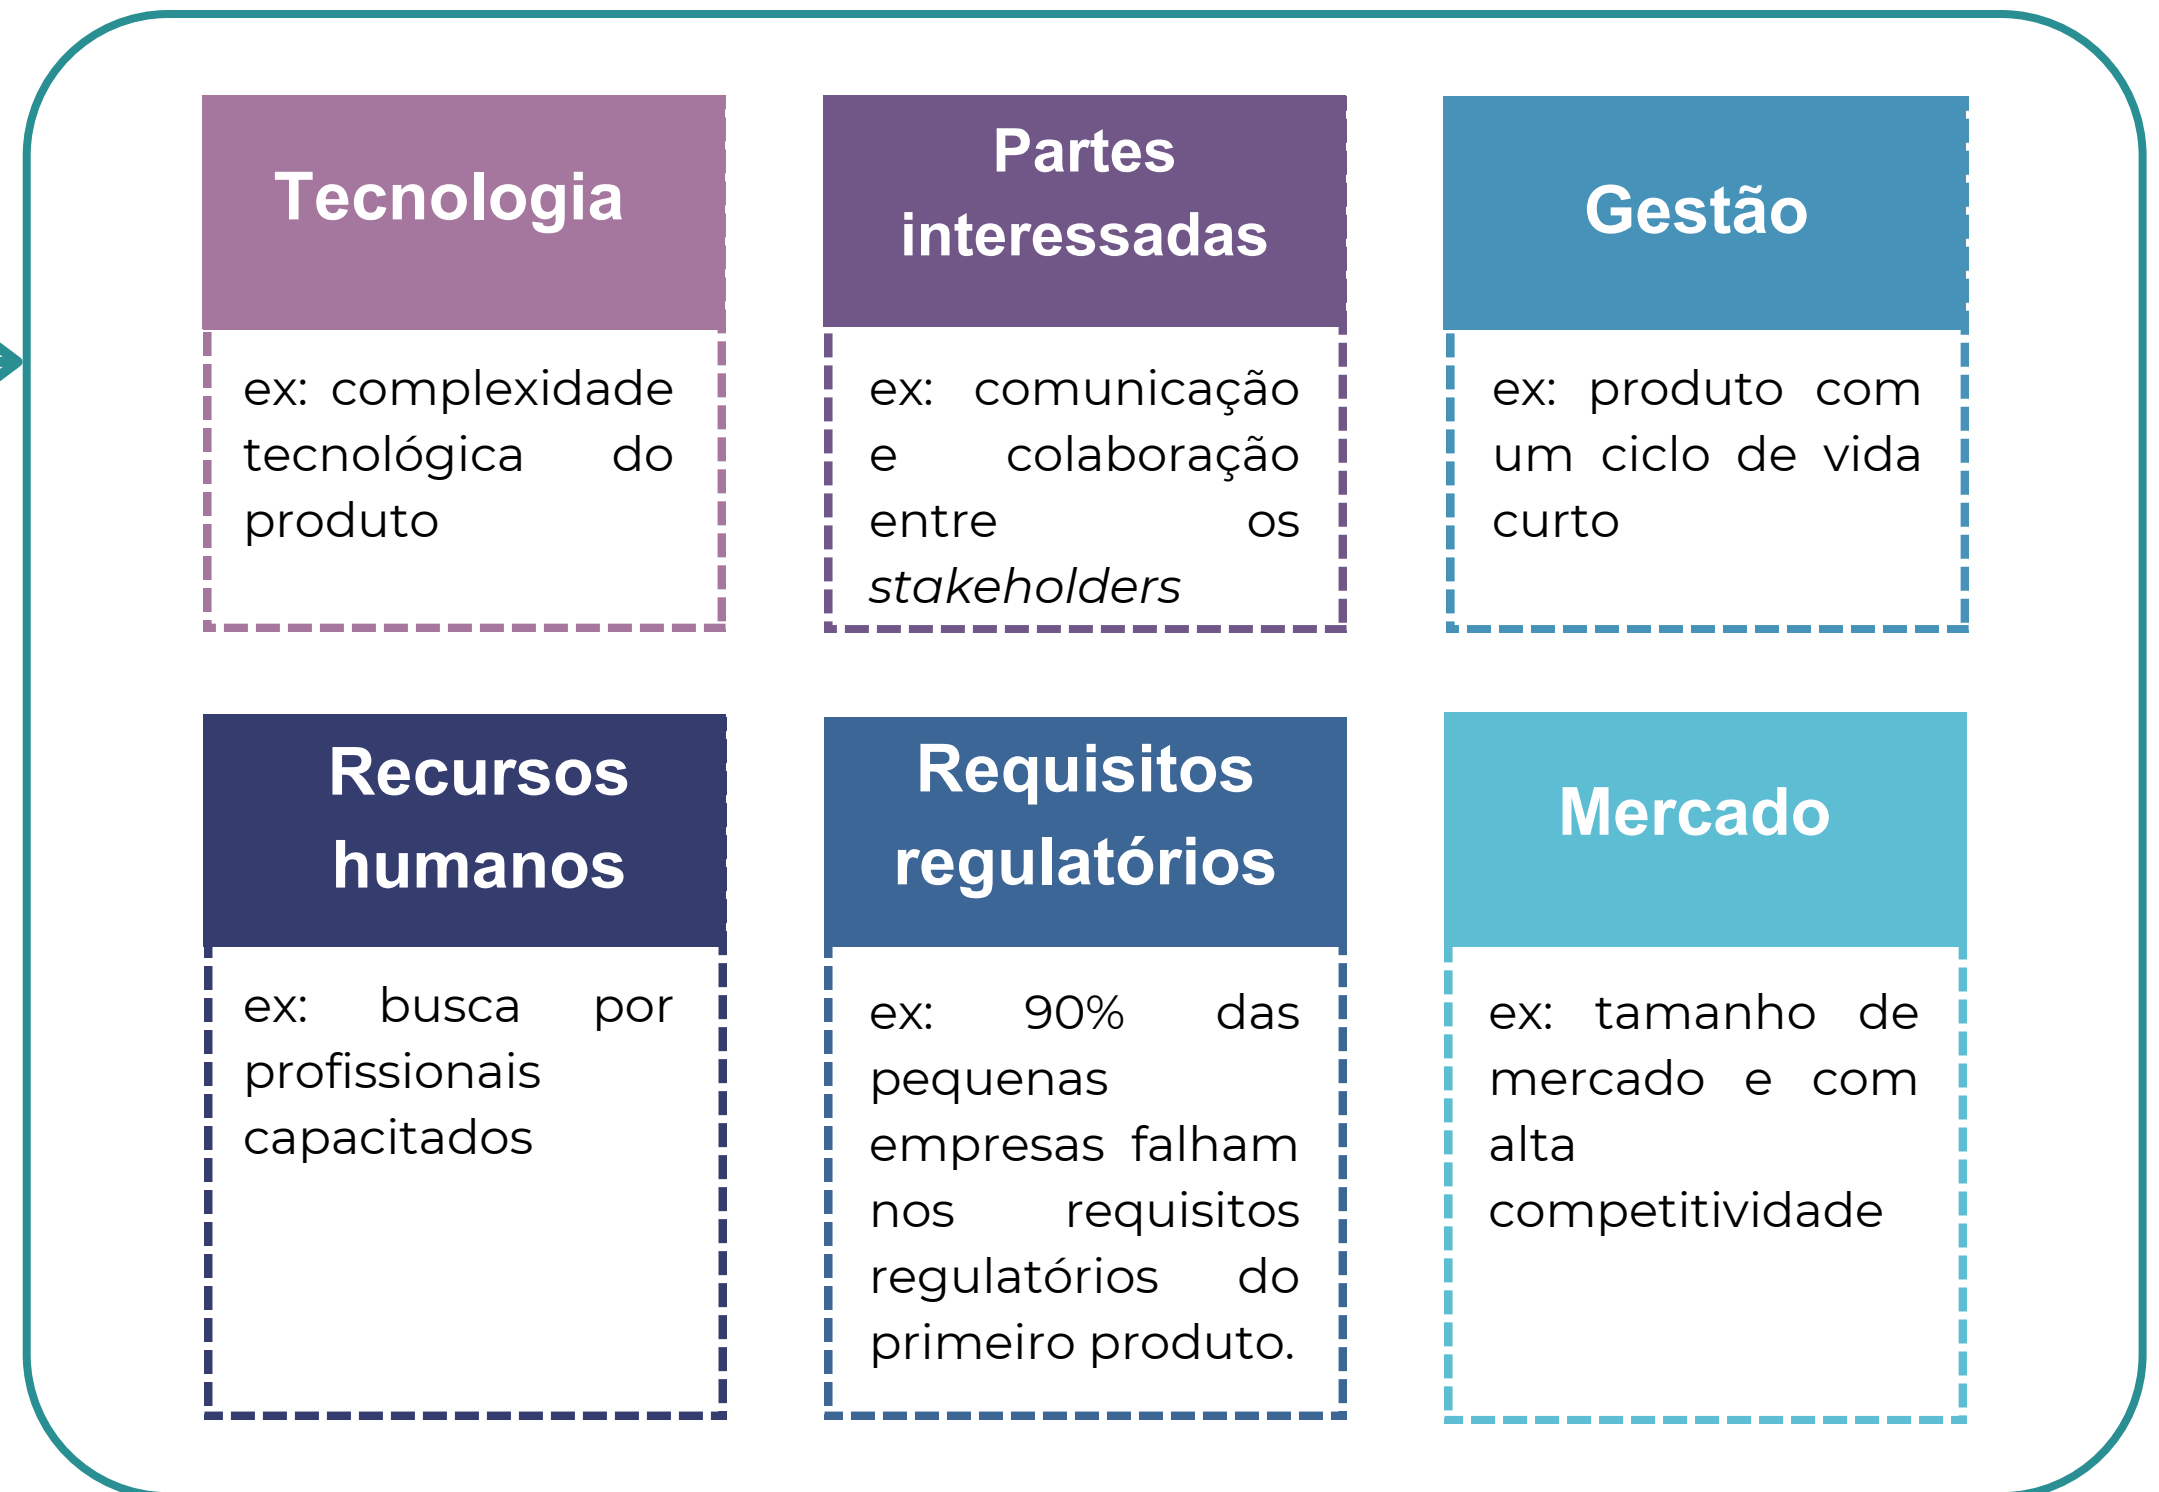 Tecnologia
ex: complexidade
tecnológica do
produto
Partes
interessadas
ex: comunicação
e colaboração
entre os
stakeholders
Gestão
ex: produto com
um ciclo de vida
curto
Recursos
humanos
ex: busca por
profissionais
capacitados
Requisitos
regulatórios
ex: 90% das
pequenas
empresas falham
nos requisitos
regulatórios do
primeiro produto.
Mercado
ex: tamanho de
mercado e com
alta
competitividade